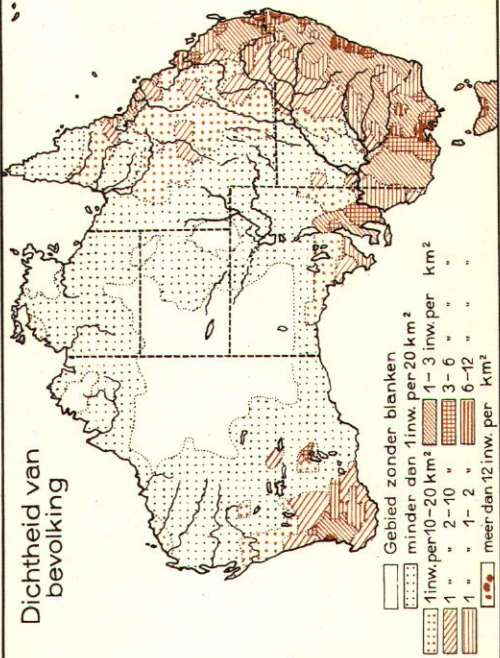 Dichtheid van
bevolking
Gebied zonder blanken
minder dan 1 inw. per 20 km²
1 inw. per 10-20 km² 1-3 inw. per km²
1 " " 2-10 " 3-6 " " "
1 " " 1-2 " 6-12 " " "
meer dan 12 inw. per km²